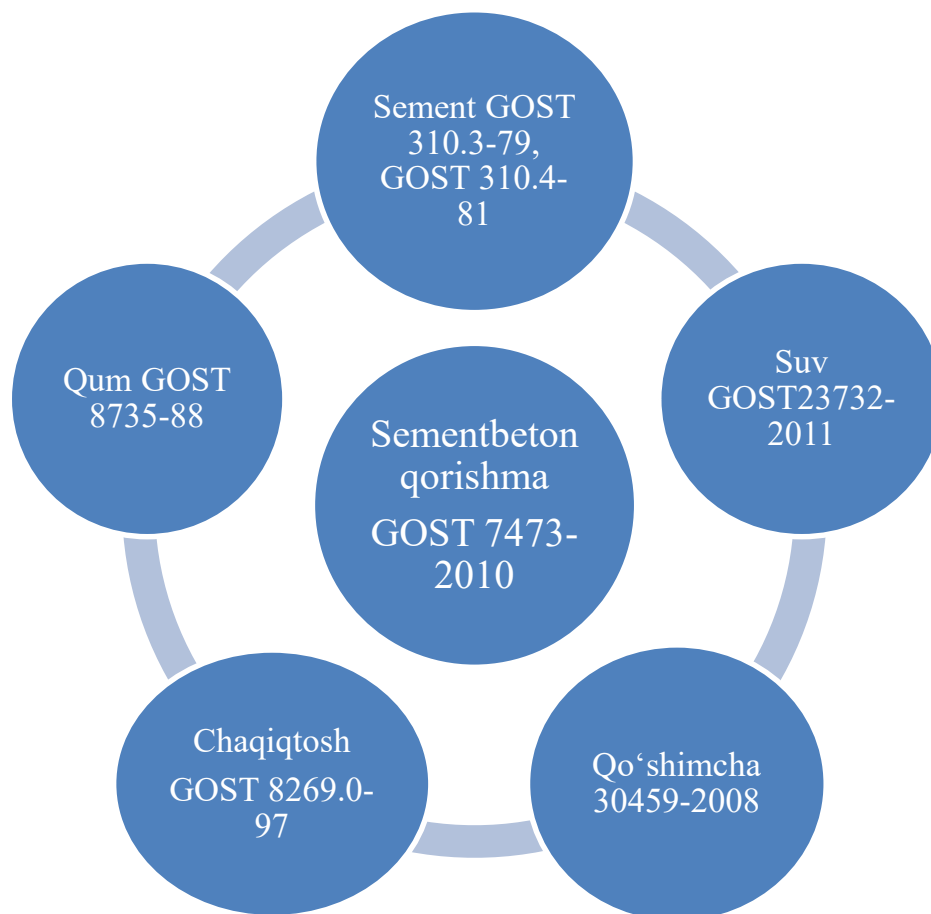 Sement GOST
310.3-79,
GOST 310.4-
81
Suv
GOST23732-
2011
Qo‘shimcha
30459-2008
Chaqiqtosh
GOST 8269.0-
97
Qum GOST
8735-88
Sementbeton
qorishma
GOST 7473-
2010